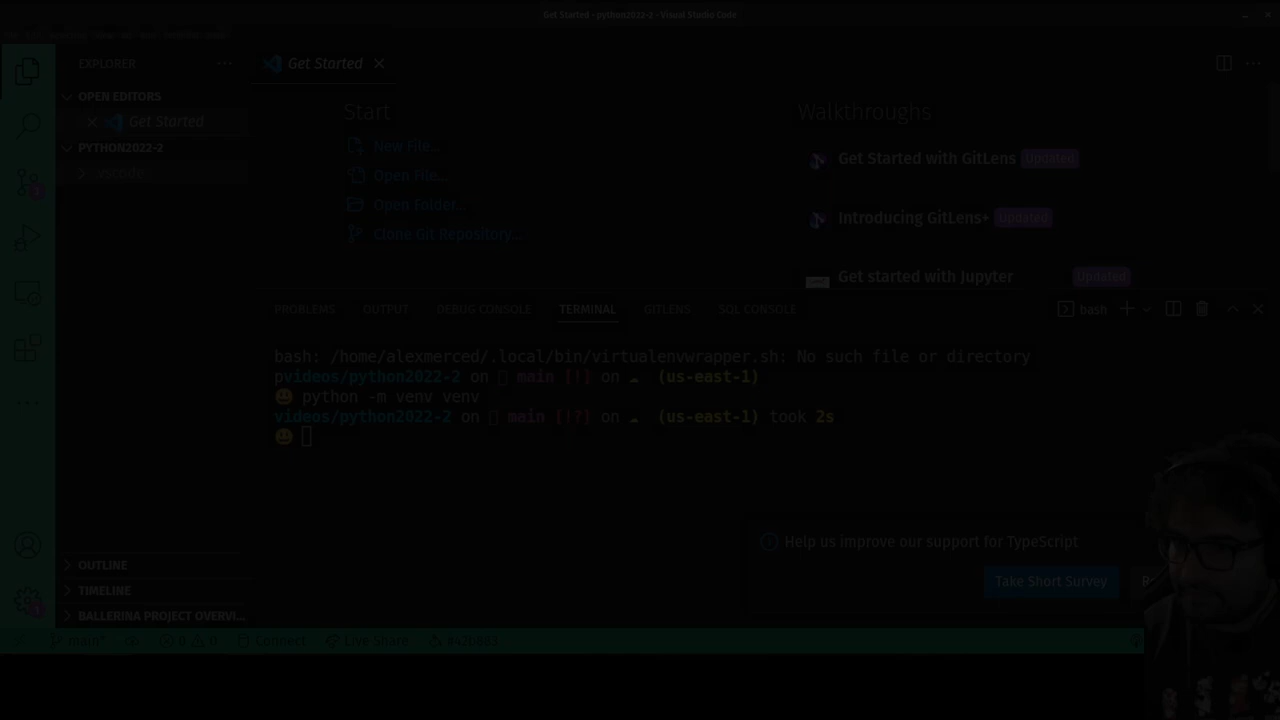 Get Started - python2022-2 - Visual Studio Code
EXPLORER
Get Started
OPEN EDITORS
Get Started
PYTHON2022-2
.vscode
Start
New File...
Open File...
Open Folder...
Clone Git Repository...
Walkthroughs
Get Started with GitLens Updated
Introducing GitLens+ Updated
Get started with Jupyter Updated
PROBLEMS OUTPUT DEBUG CONSOLE TERMINAL GITLENS SQL CONSOLE
bash
bash: /home/alexmerced/.local/bin/virtualenvwrapper.sh: No such file or directory
pvideos/python2022-2 on main [!] on (us-east-1)
python -m venv venv
videos/python2022-2 on main [!?] on (us-east-1) took 2s
Help us improve our support for TypeScript
Take Short Survey
OUTLINE
TIMELINE
BALLERINA PROJECT OVERVI...
main* 0 0 Connect Live Share #42b883